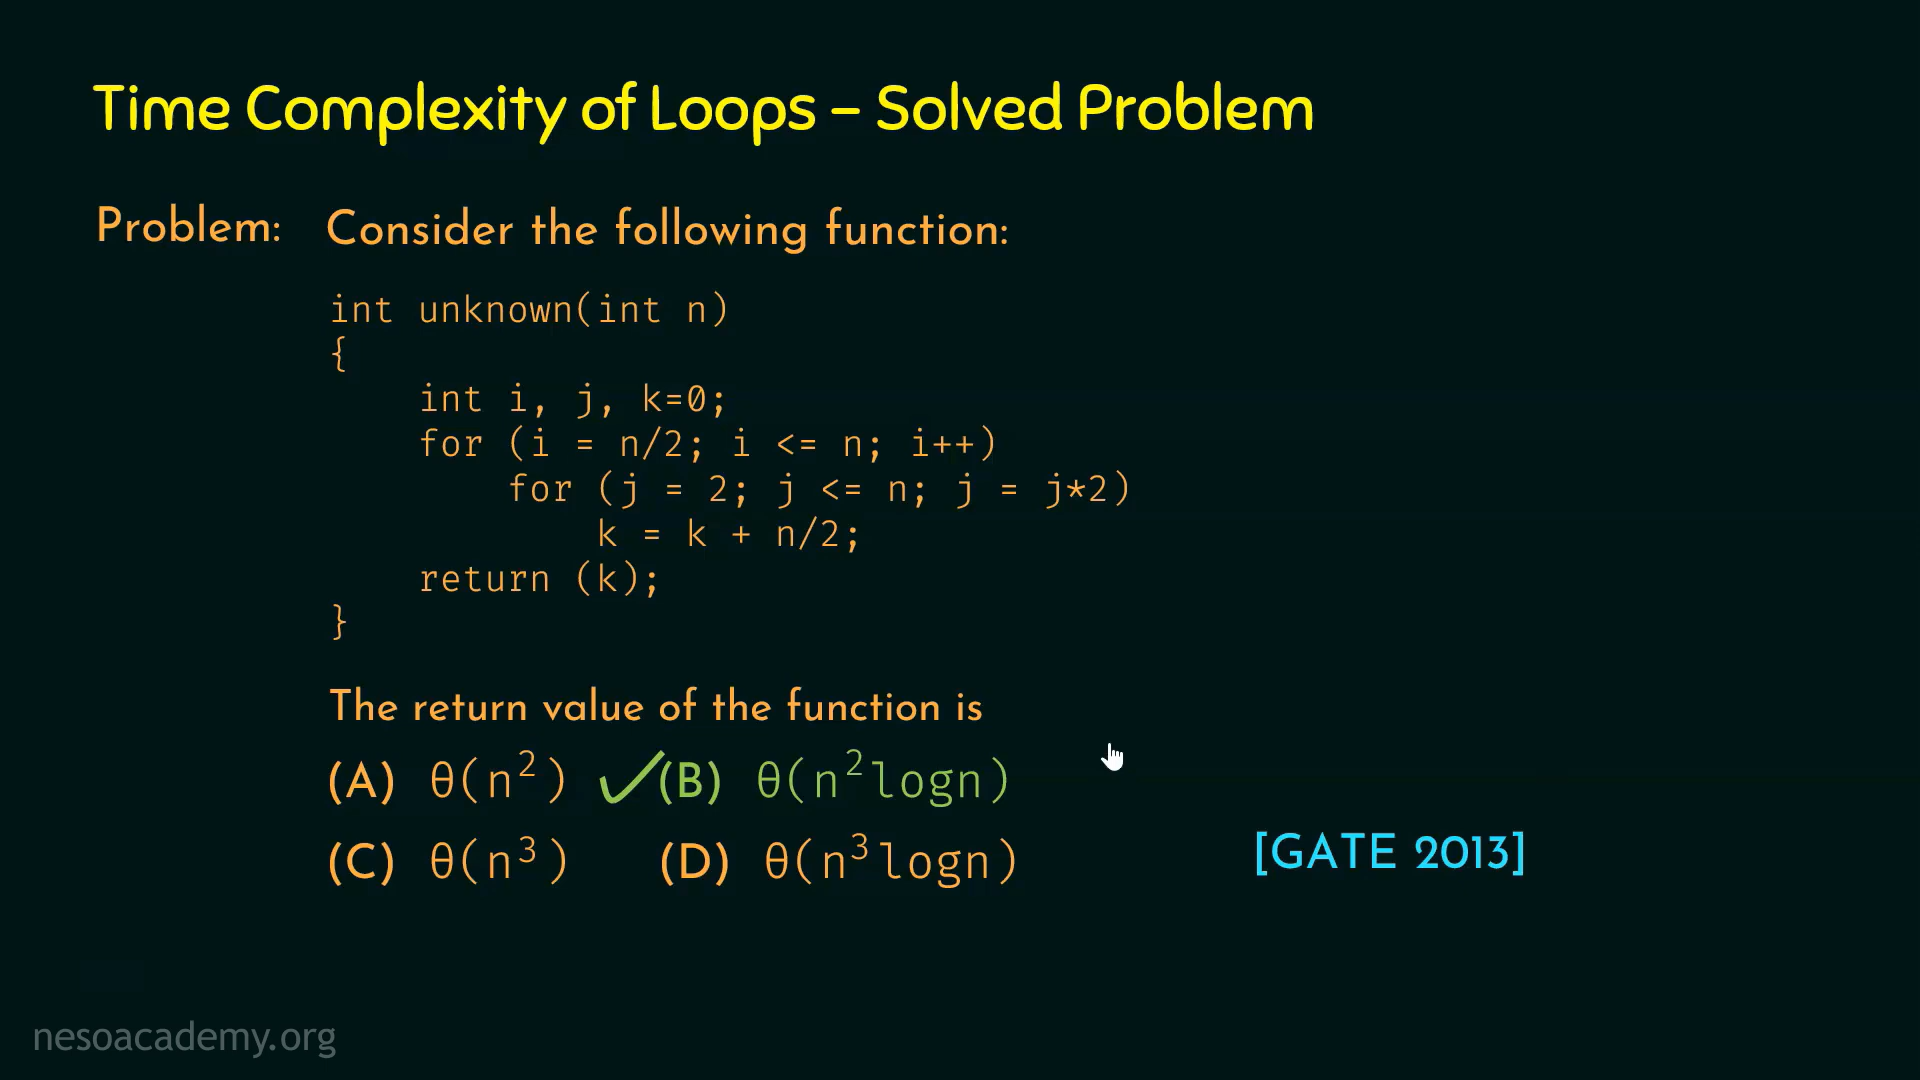 Time Complexity of Loops – Solved Problem
Problem: Consider the following function:
int unknown(int n)
{
    int i, j, k=0;
    for (i = n/2; i <= n; i++)
        for (j = 2; j <= n; j = j*2)
            k = k + n/2;
    return (k);
}
The return value of the function is
(A) θ(n²) ✓(B) θ(n²logn)
(C) θ(n³) (D) θ(n³logn)
[GATE 2013]
nesoacademy.org